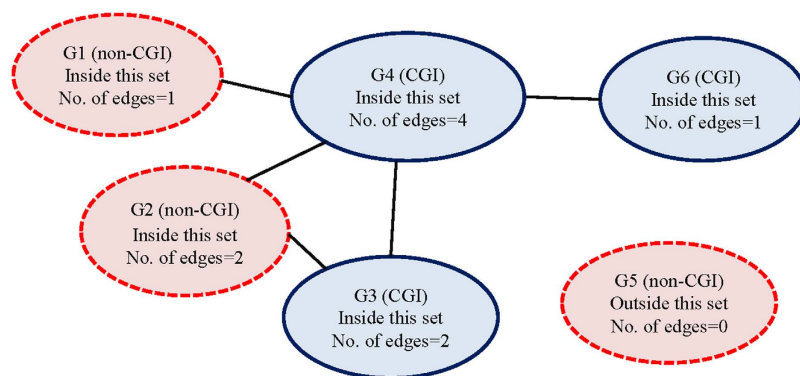 G1 (non-CGI)
Inside this set
No. of edges=1
G4 (CGI)
Inside this set
No. of edges=4
G6 (CGI)
Inside this set
No. of edges=1
G2 (non-CGI)
Inside this set
No. of edges=2
G3 (CGI)
Inside this set
No. of edges=2
G5 (non-CGI)
Outside this set
No. of edges=0